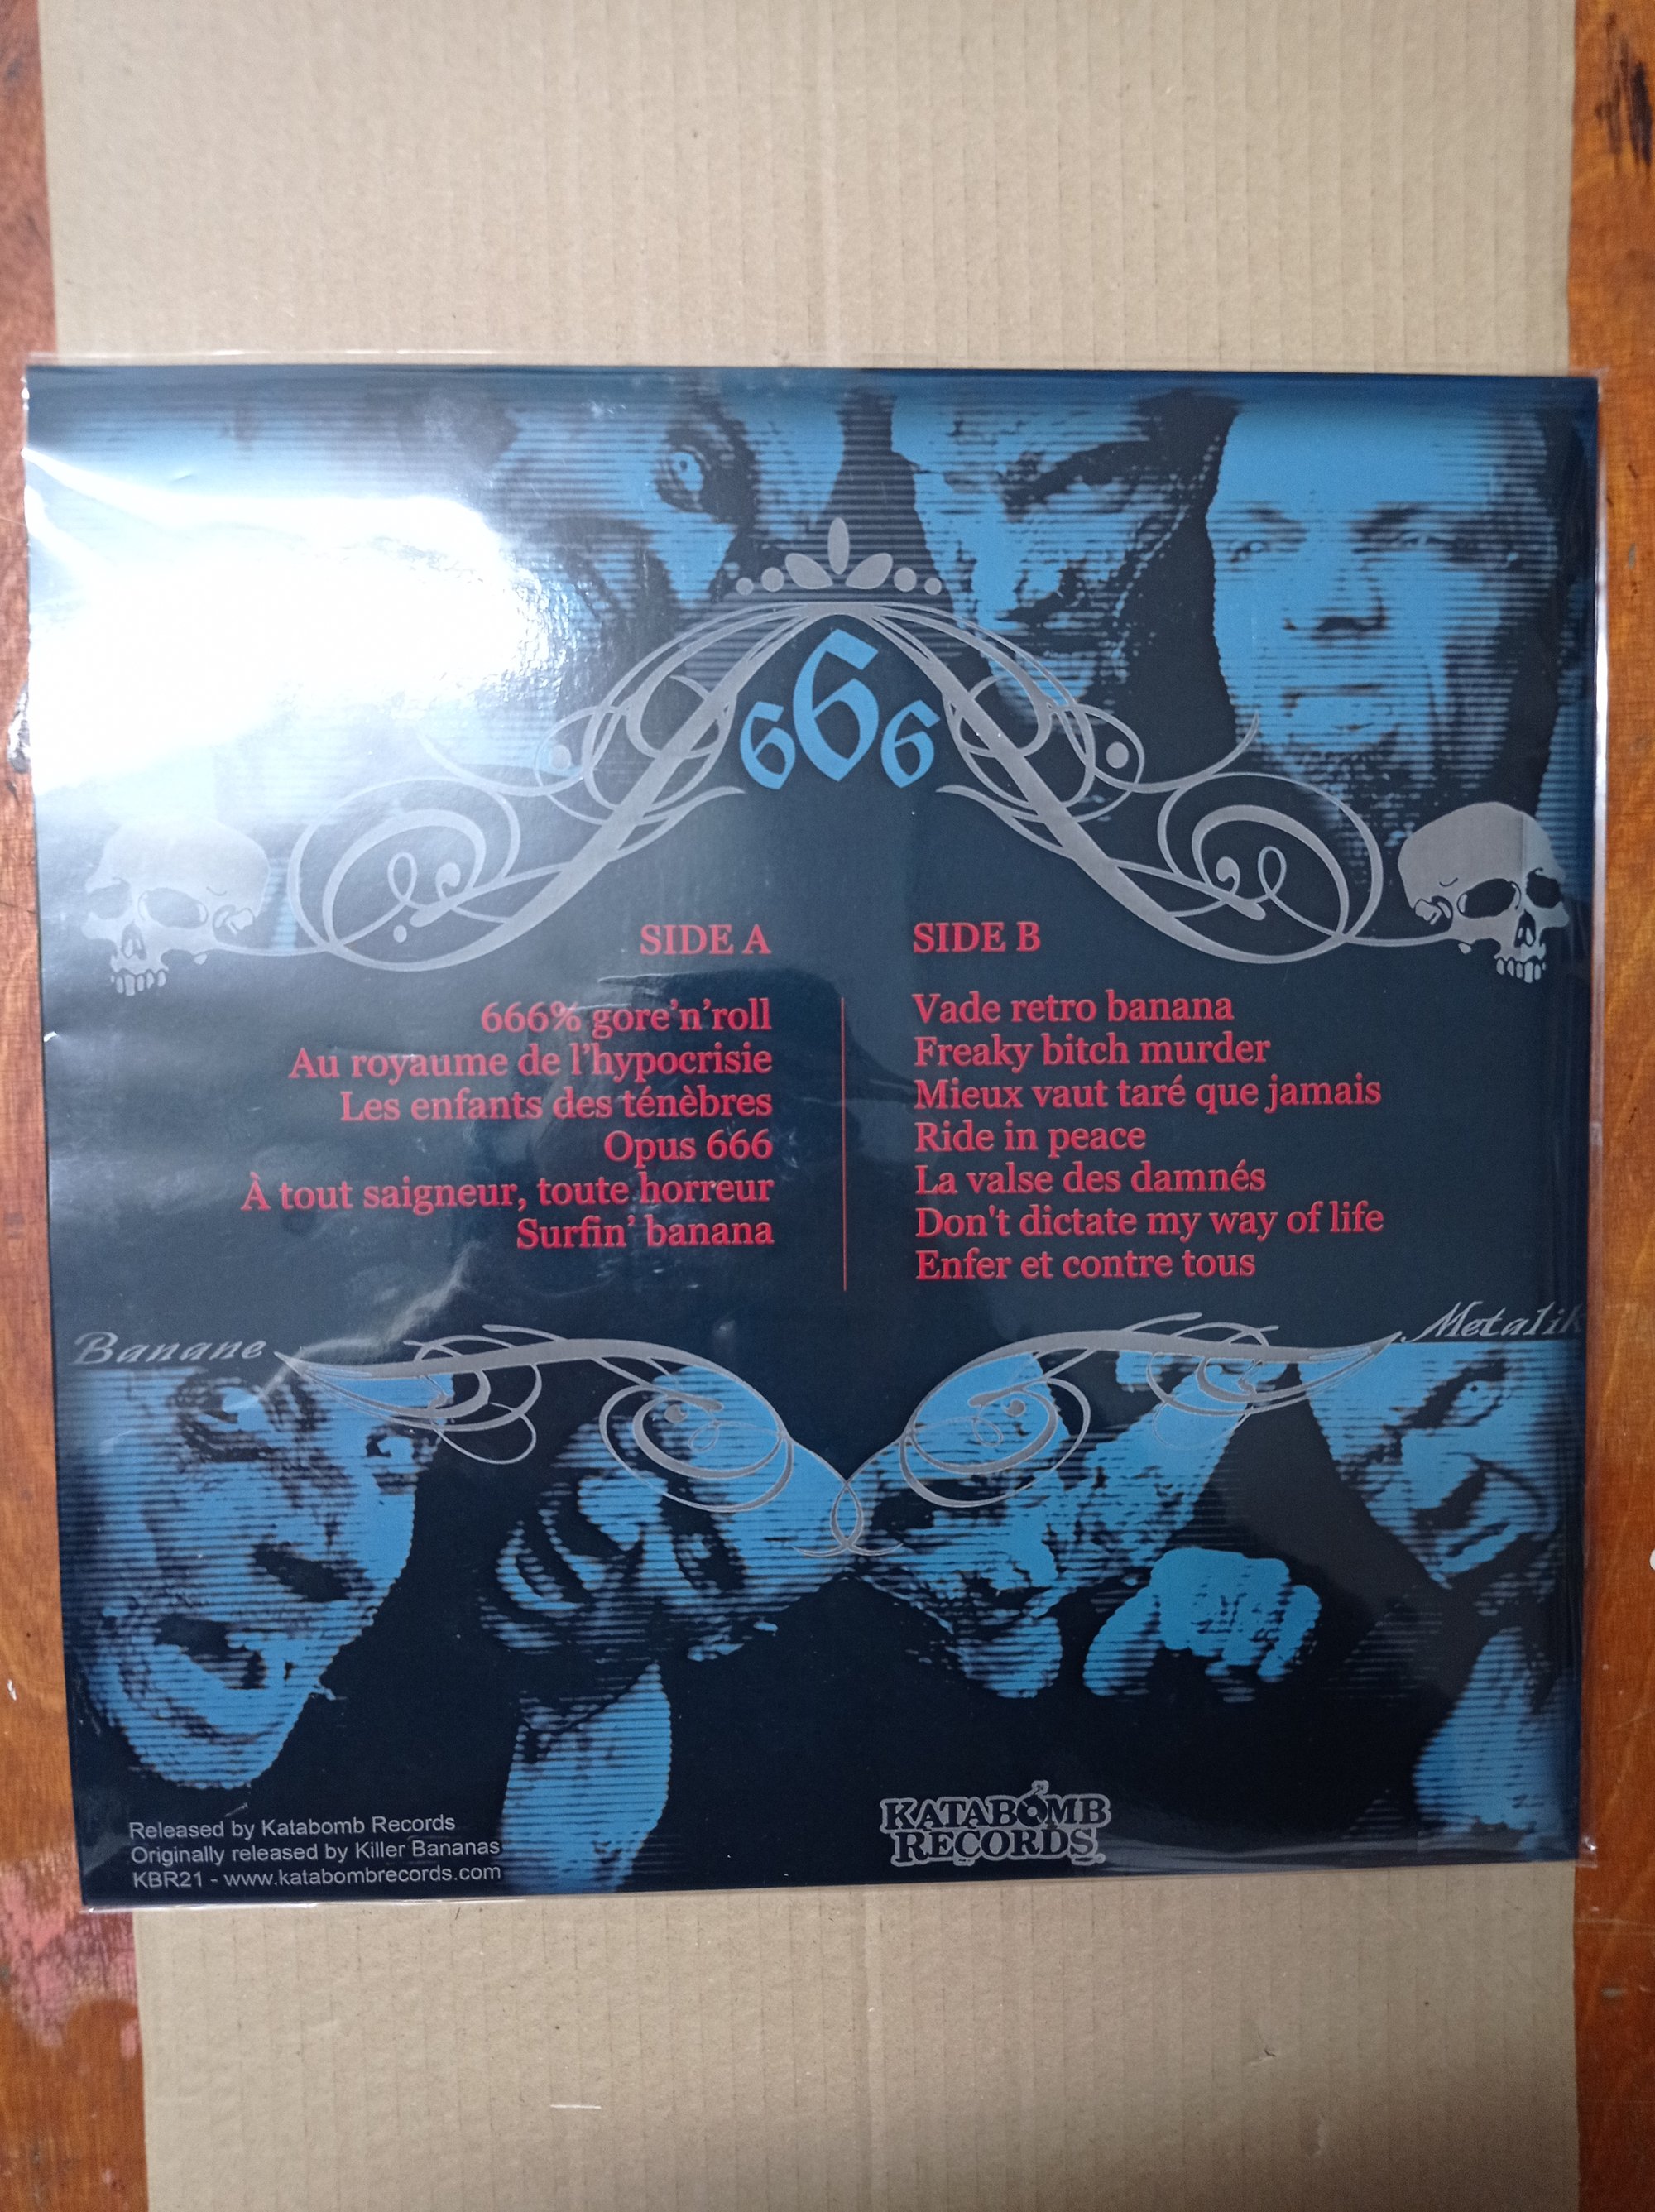 666
SIDE A
666% gore’n’roll
Au royaume de l’hypocrisie
Les enfants des ténèbres
Opus 666
À tout saigneur, toute horreur
Surfin’ banana
SIDE B
Vade retro banana
Freaky bitch murder
Mieux vaut taré que jamais
Ride in peace
La valse des damnés
Don't dictate my way of life
Enfer et contre tous
Banane
Metalik
Released by Katabomb Records
Originally released by Killer Bananas
KBR21 - www.katabombrecords.com
KATABOMB
RECORDS